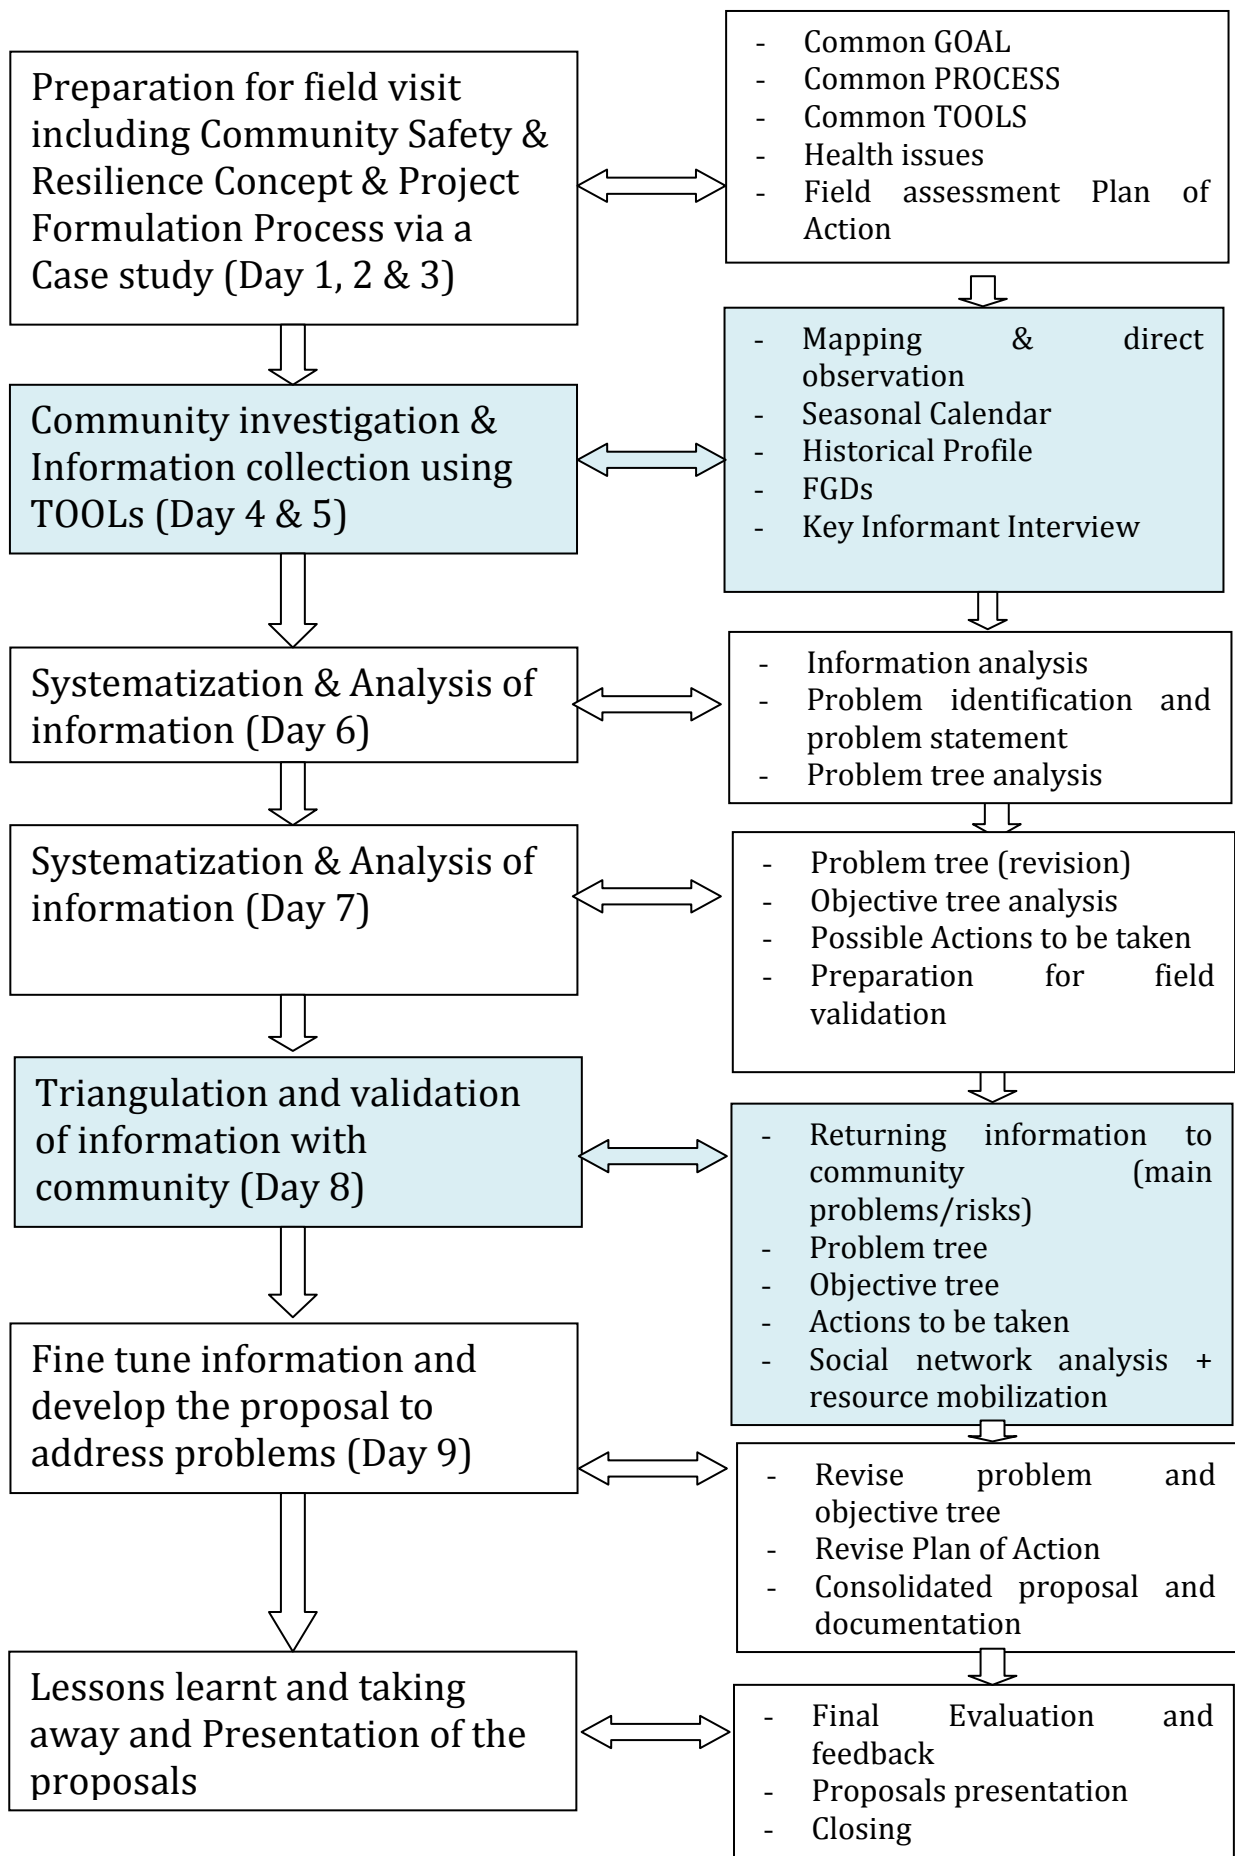 Preparation for field visit
including Community Safety &
Resilience Concept & Project
Formulation Process via a
Case study (Day 1, 2 & 3)
- Common GOAL
- Common PROCESS
- Common TOOLS
- Health issues
- Field assessment Plan of
Action
Community investigation &
Information collection using
TOOLs (Day 4 & 5)
- Mapping & direct
observation
- Seasonal Calendar
- Historical Profile
- FGDs
- Key Informant Interview
Systematization & Analysis of
information (Day 6)
- Information analysis
- Problem identification and
problem statement
- Problem tree analysis
Systematization & Analysis of
information (Day 7)
- Problem tree (revision)
- Objective tree analysis
- Possible Actions to be taken
- Preparation for field
validation
Triangulation and validation
of information with
community (Day 8)
- Returning information to
community (main
problems/risks)
- Problem tree
- Objective tree
- Actions to be taken
- Social network analysis +
resource mobilization
Fine tune information and
develop the proposal to
address problems (Day 9)
- Revise problem and
objective tree
- Revise Plan of Action
- Consolidated proposal and
documentation
Lessons learnt and taking
away and Presentation of the
proposals
- Final Evaluation and
feedback
- Proposals presentation
- Closing